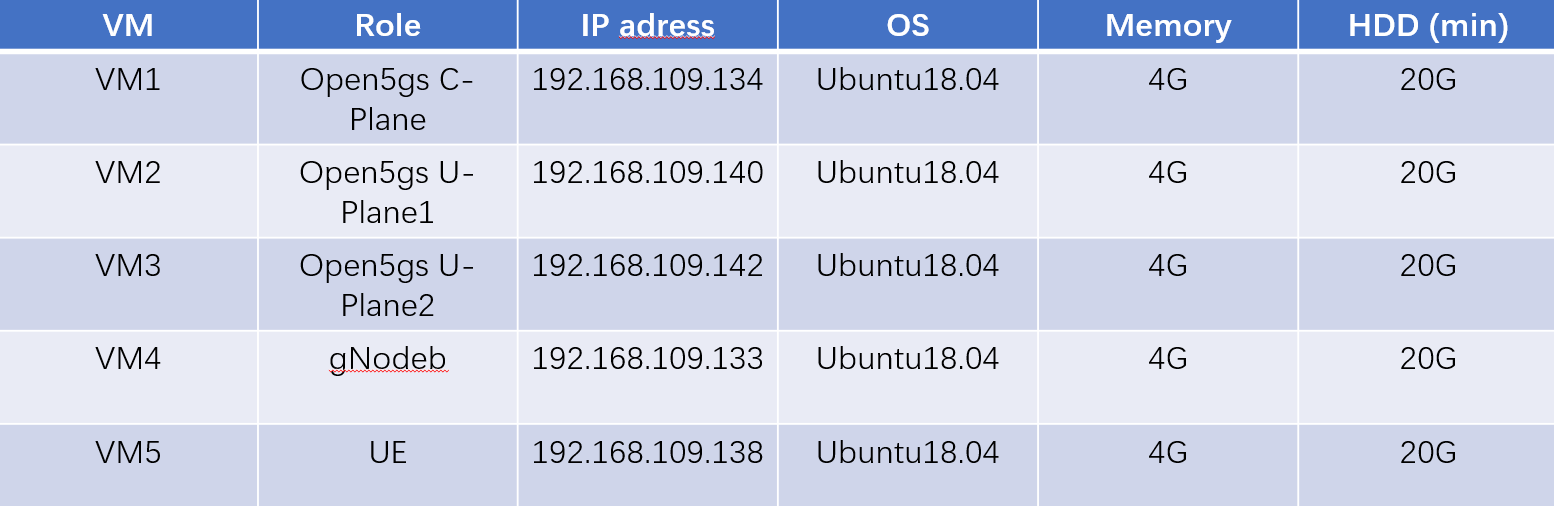 VM Role IP adress OS Memory HDD (min)
VM1 Open5gs C- 192.168.109.134 Ubuntu18.04 4G 20G
Plane
VM2 Open5gs U- 192.168.109.140 Ubuntu18.04 4G 20G
Plane1
VM3 Open5gs U- 192.168.109.142 Ubuntu18.04 4G 20G
Plane2
VM4 gNodeb 192.168.109.133 Ubuntu18.04 4G 20G
VM5 UE 192.168.109.138 Ubuntu18.04 4G 20G